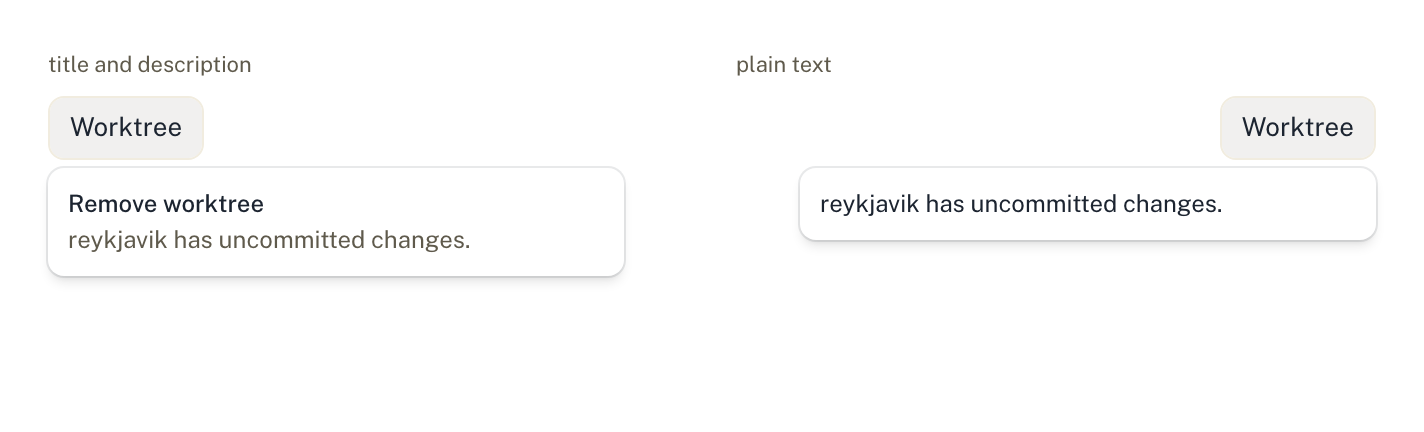 title and description
Worktree
Remove worktree
reykjavik has uncommitted changes.
plain text
Worktree
reykjavik has uncommitted changes.